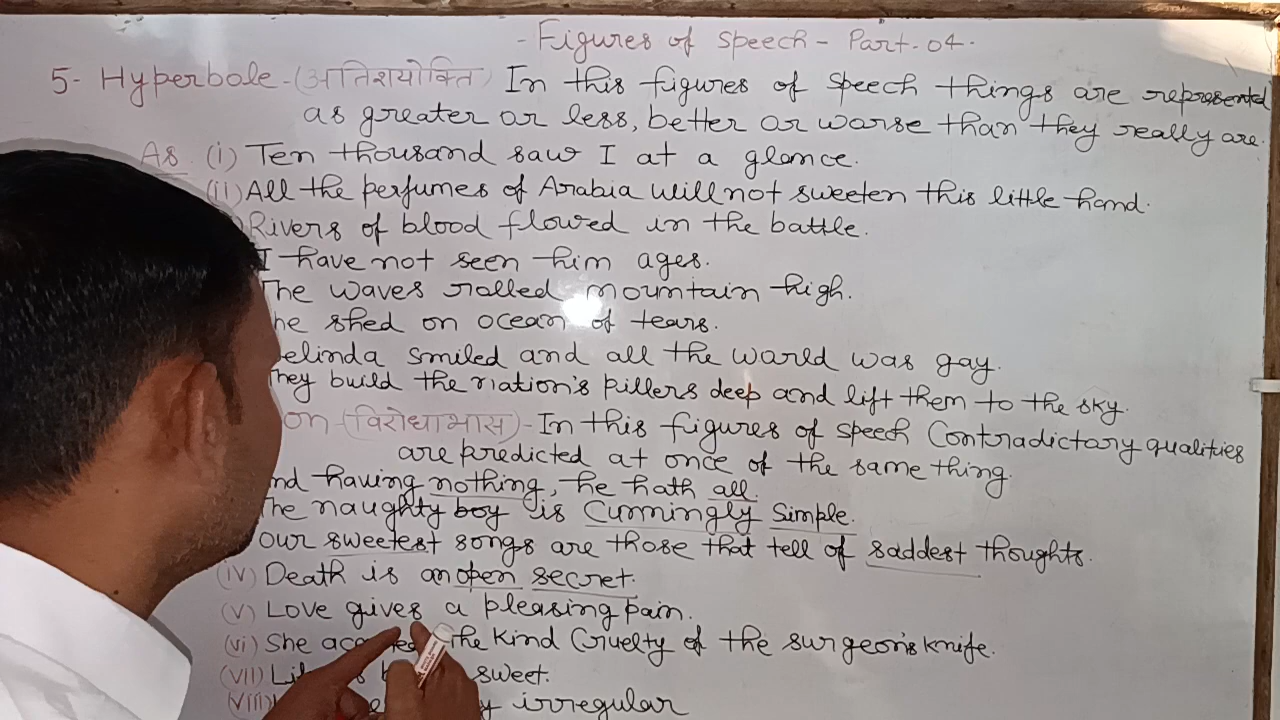 - Figures of Speech - Part-04.
5- Hyperbole - (अतिशयोक्ति) In this figures of speech things are represented
as greater or less, better or worse than they really are.
As (i) Ten thousand saw I at a glance.
(ii) All the perfumes of Arabia will not sweeten this little hand.
Rivers of blood flowed in the battle.
I have not seen him ages.
The waves rolled mountain high.
he shed on ocean of tears.
elinda smiled and all the world was gay.
They build the nation's pillers deep and lift them to the sky.
on - (विरोधाभास) - In this figures of speech Contradictory qualities
are predicted at once of the same thing.
nd having nothing, he hath all.
The naughty boy is Cunningly Simple.
our sweetest songs are those that tell of saddest thoughts.
(iv) Death is an open secret.
(v) Love gives a pleasing pain.
(vi) She the Kind Cruelty of the surgeon's knife.
(vii) sweet.
(viii) irregular